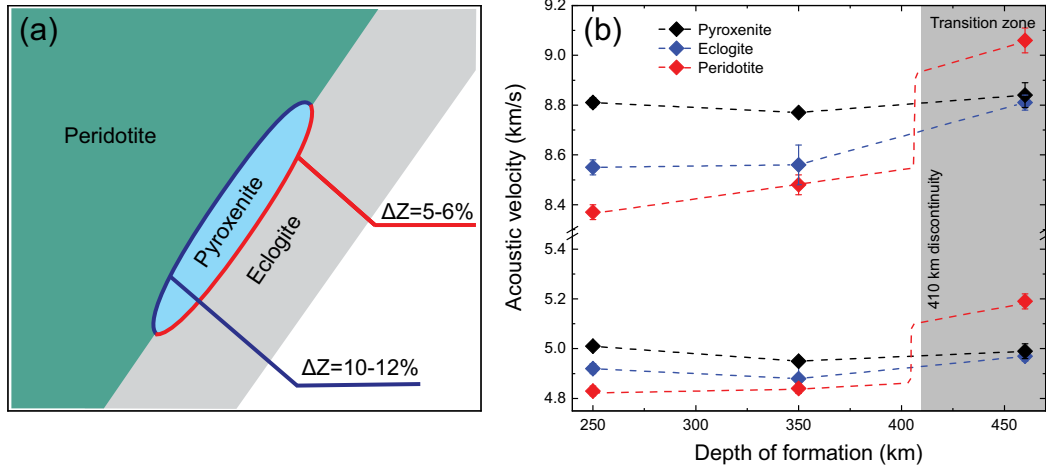 (a)
Peridotite
Pyroxenite
Eclogite
ΔZ=5-6%
ΔZ=10-12%
(b)
Pyroxenite
Eclogite
Peridotite
Transition zone
410 km discontinuity
Acoustic velocity (km/s)
9.2
9.0
8.8
8.6
8.4
5.4
5.2
5.0
4.8
250
300
350
400
450
Depth of formation (km)